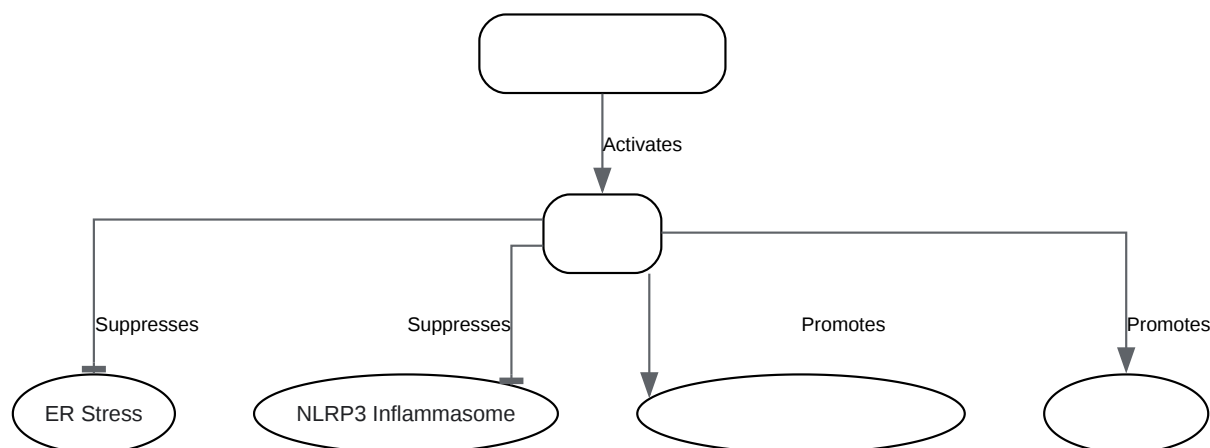 Activates
Suppresses
Suppresses
Promotes
Promotes
ER Stress
NLRP3 Inflammasome